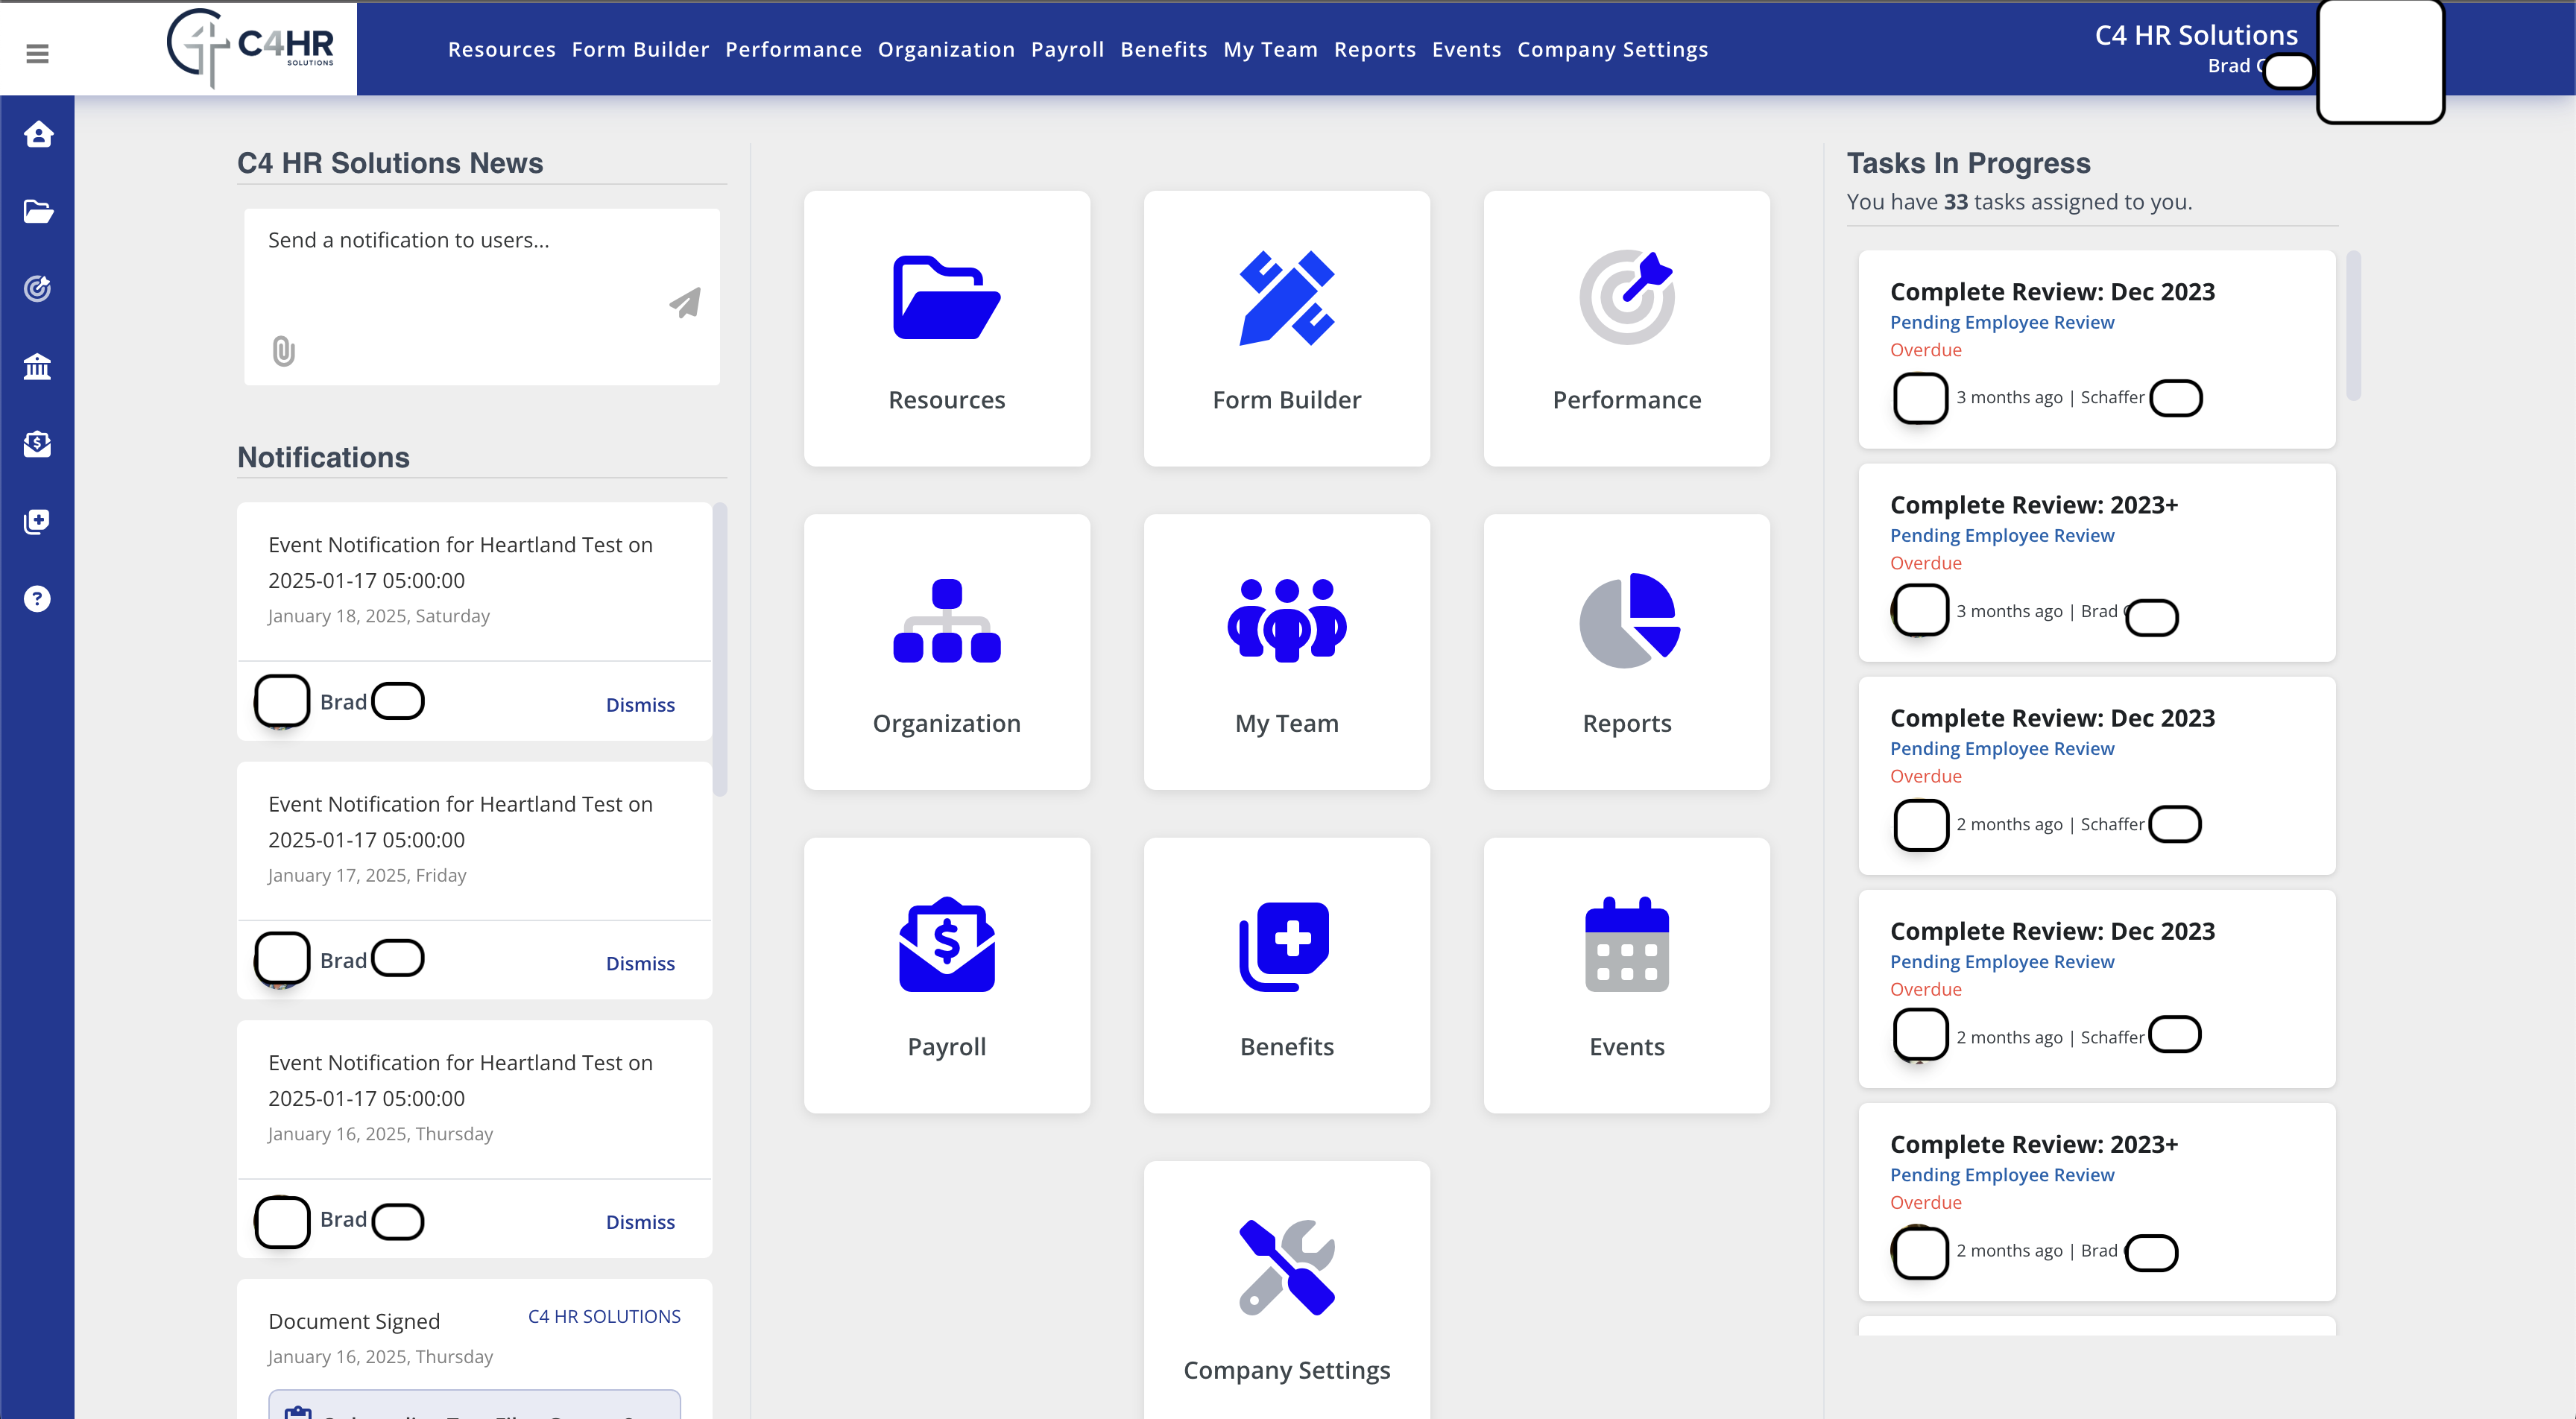 C4HR
SOLUTIONS
Resources Form Builder Performance Organization Payroll Benefits My Team Reports Events Company Settings
C4 HR Solutions
Brad
C4 HR Solutions News
Send a notification to users...
Notifications
Event Notification for Heartland Test on
2025-01-17 05:00:00
January 18, 2025, Saturday
Brad
Dismiss
Event Notification for Heartland Test on
2025-01-17 05:00:00
January 17, 2025, Friday
Brad
Dismiss
Event Notification for Heartland Test on
2025-01-17 05:00:00
January 16, 2025, Thursday
Brad
Dismiss
Document Signed
C4 HR SOLUTIONS
January 16, 2025, Thursday
Resources
Form Builder
Performance
Organization
My Team
Reports
Payroll
Benefits
Events
Company Settings
Tasks In Progress
You have 33 tasks assigned to you.
Complete Review: Dec 2023
Pending Employee Review
Overdue
3 months ago | Schaffer
Complete Review: 2023+
Pending Employee Review
Overdue
3 months ago | Brad
Complete Review: Dec 2023
Pending Employee Review
Overdue
2 months ago | Schaffer
Complete Review: Dec 2023
Pending Employee Review
Overdue
2 months ago | Schaffer
Complete Review: 2023+
Pending Employee Review
Overdue
2 months ago | Brad